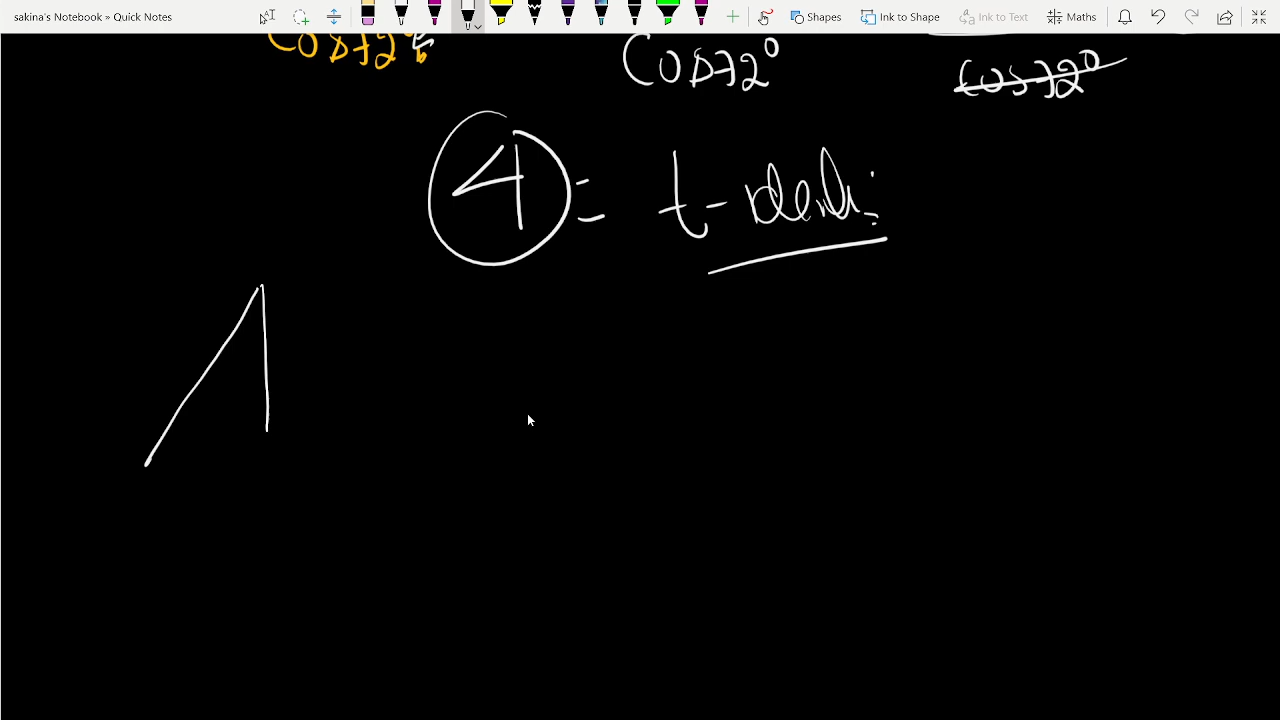 sakina's Notebook » Quick Notes Shapes Ink to Shape Ink to Text Maths
Cos72° Cos72° Cos72°
4 = t-